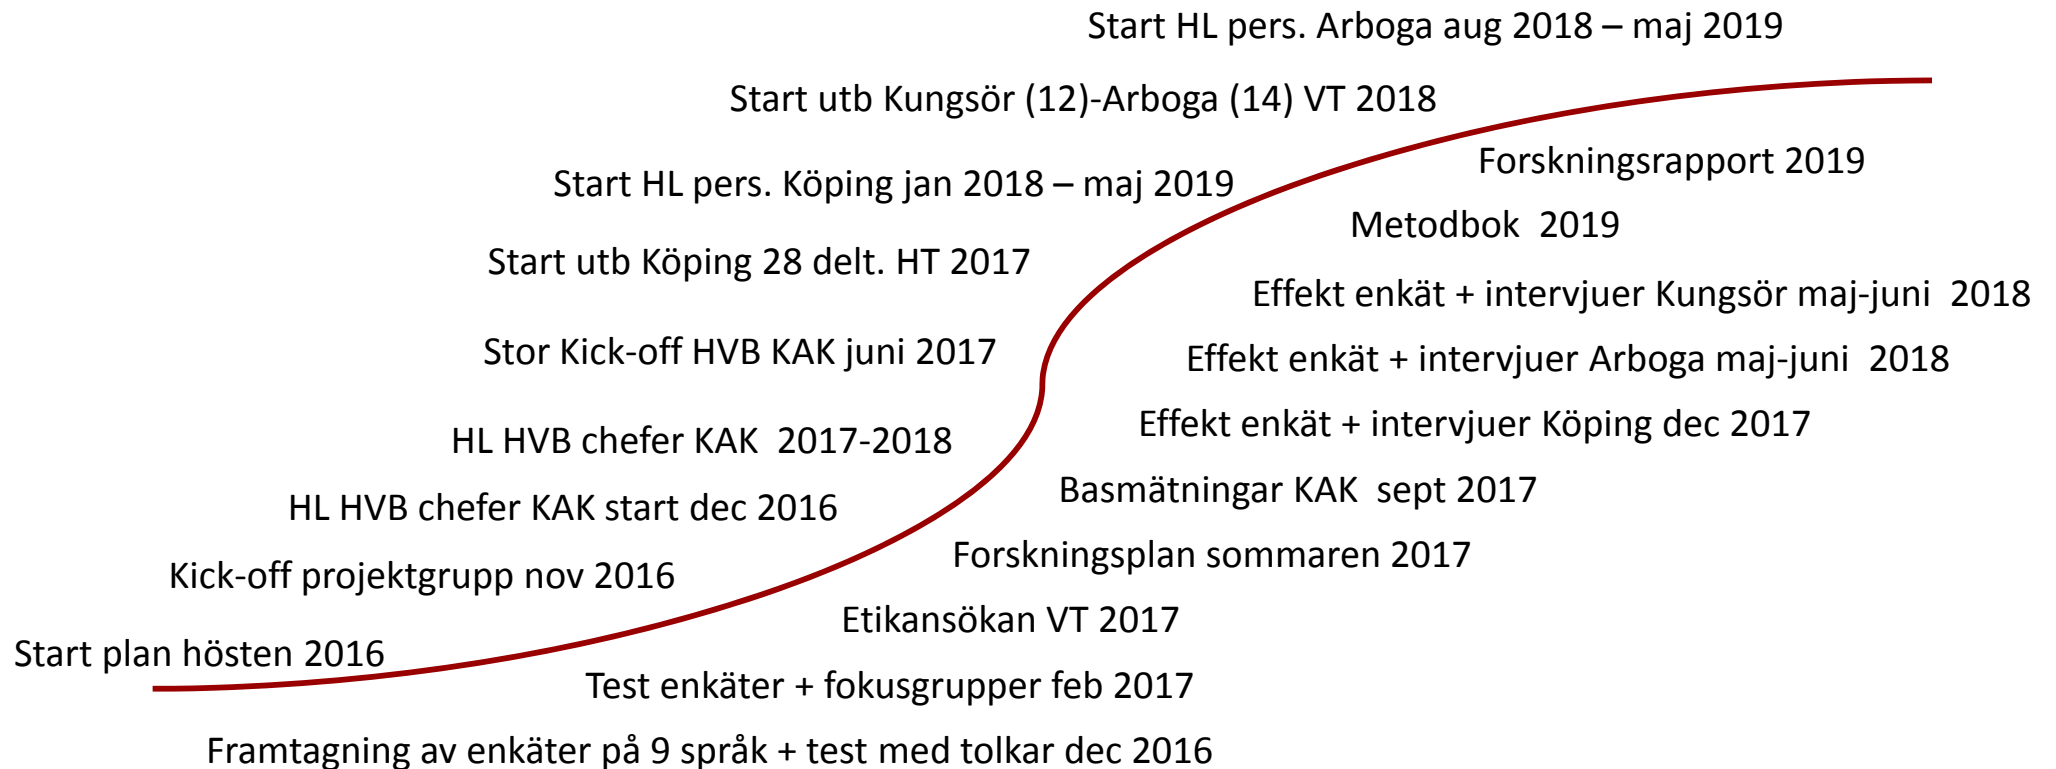 Start HL pers. Arboga aug 2018 – maj 2019
Start utb Kungsör (12)-Arboga (14) VT 2018
Forskningsrapport 2019
Start HL pers. Köping jan 2018 – maj 2019
Metodbok  2019
Start utb Köping 28 delt. HT 2017
Effekt enkät + intervjuer Kungsör maj-juni  2018
Stor Kick-off HVB KAK juni 2017
Effekt enkät + intervjuer Arboga maj-juni  2018
Effekt enkät + intervjuer Köping dec 2017
HL HVB chefer KAK  2017-2018
Basmätningar KAK  sept 2017
HL HVB chefer KAK start dec 2016
Forskningsplan sommaren 2017
Kick-off projektgrupp nov 2016
Etikansökan VT 2017
Start plan hösten 2016
Test enkäter + fokusgrupper feb 2017
Framtagning av enkäter på 9 språk + test med tolkar dec 2016